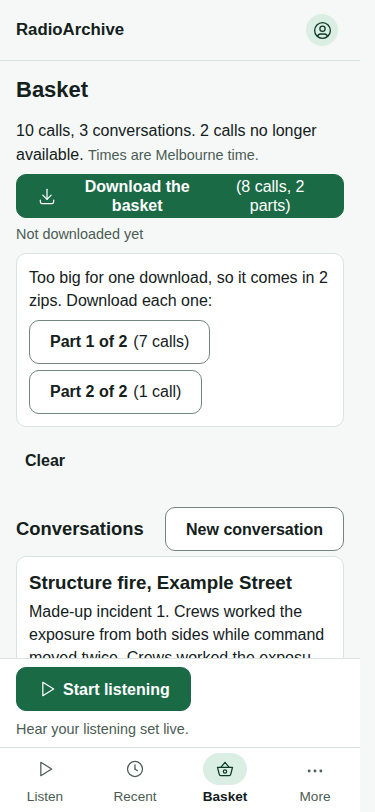 RadioArchive
Basket
10 calls, 3 conversations. 2 calls no longer
available. Times are Melbourne time.
Download the basket (8 calls, 2 parts)
Not downloaded yet
Too big for one download, so it comes in 2
zips. Download each one:
Part 1 of 2 (7 calls)
Part 2 of 2 (1 call)
Clear
Conversations
New conversation
Structure fire, Example Street
Made-up incident 1. Crews worked the
exposure from both sides while command
moved twice. Crews worked the exposu
Start listening
Hear your listening set live.
Listen Recent Basket More